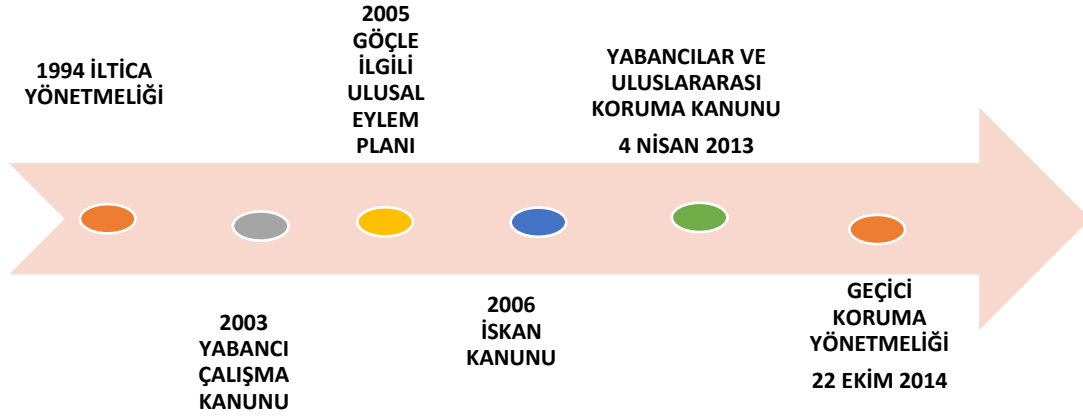 1994 İLTİCA
YÖNETMELİĞİ
2003
YABANCI
ÇALIŞMA
KANUNU
2005
GÖÇLE
İLGİLİ
ULUSAL
EYLEM
PLANI
2006
İSKAN
KANUNU
YABANCILAR VE
ULUSLARARASI
KORUMA KANUNU
4 NİSAN 2013
GEÇİCİ
KORUMA
YÖNETMELİĞİ
22 EKİM 2014